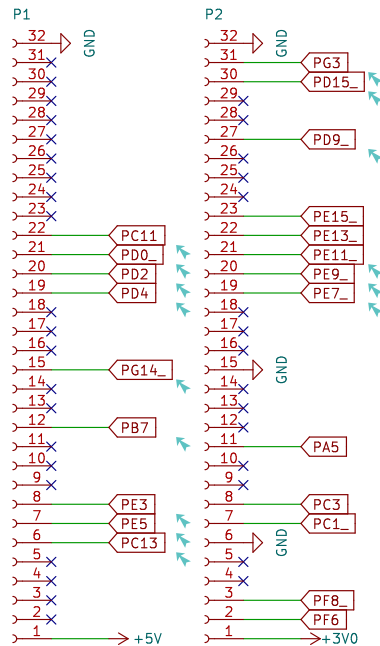 P1
32 GND
31
30
29
28
27
26
25
24
23
22 PC11
21 PD0_
20 PD2
19 PD4
18
17
16
15 PG14_
14
13
12 PB7
11
10
9
8 PE3
7 PE5
6 PC13
5
4
3
2
1 +5V
P2
32 GND
31 PG3
30 PD15_
29
28
27 PD9_
26
25
24
23 PE15_
22 PE13_
21 PE11_
20 PE9_
19 PE7_
18
17
16
15 GND
14
13
12
11 PA5
10
9
8 PC3
7 PC1_
6 GND
5
4
3 PF8_
2 PF6
1 +3V0